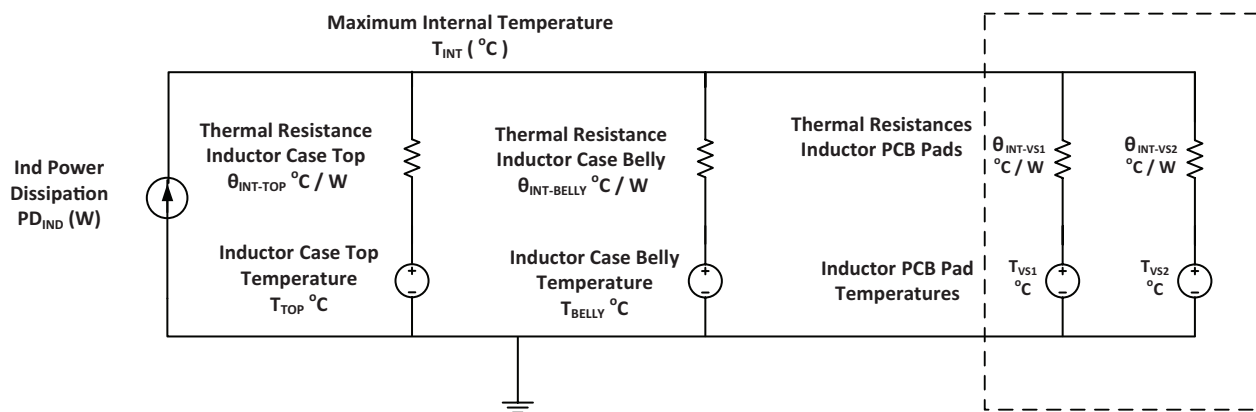 Maximum Internal Temperature
T_INT ( °C )
Thermal Resistance
Inductor Case Top
θ_INT-TOP °C / W
Thermal Resistance
Inductor Case Belly
θ_INT-BELLY °C / W
Thermal Resistances
Inductor PCB Pads
θ_INT-VS1
°C / W
θ_INT-VS2
°C / W
Ind Power
Dissipation
PD_IND (W)
Inductor Case Top
Temperature
T_TOP °C
+
-
Inductor Case Belly
Temperature
T_BELLY °C
+
-
Inductor PCB Pad
Temperatures
T_VS1
°C
+
-
T_VS2
°C
+
-